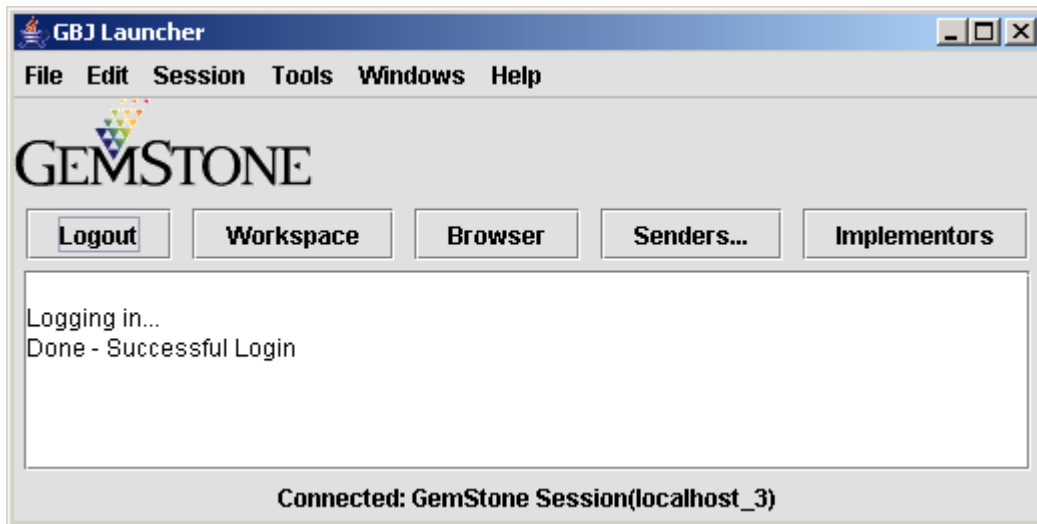 GBJ Launcher
File Edit Session Tools Windows Help
GEMSTONE
Logout Workspace Browser Senders... Implementors
Logging in...
Done - Successful Login
Connected: GemStone Session(localhost_3)